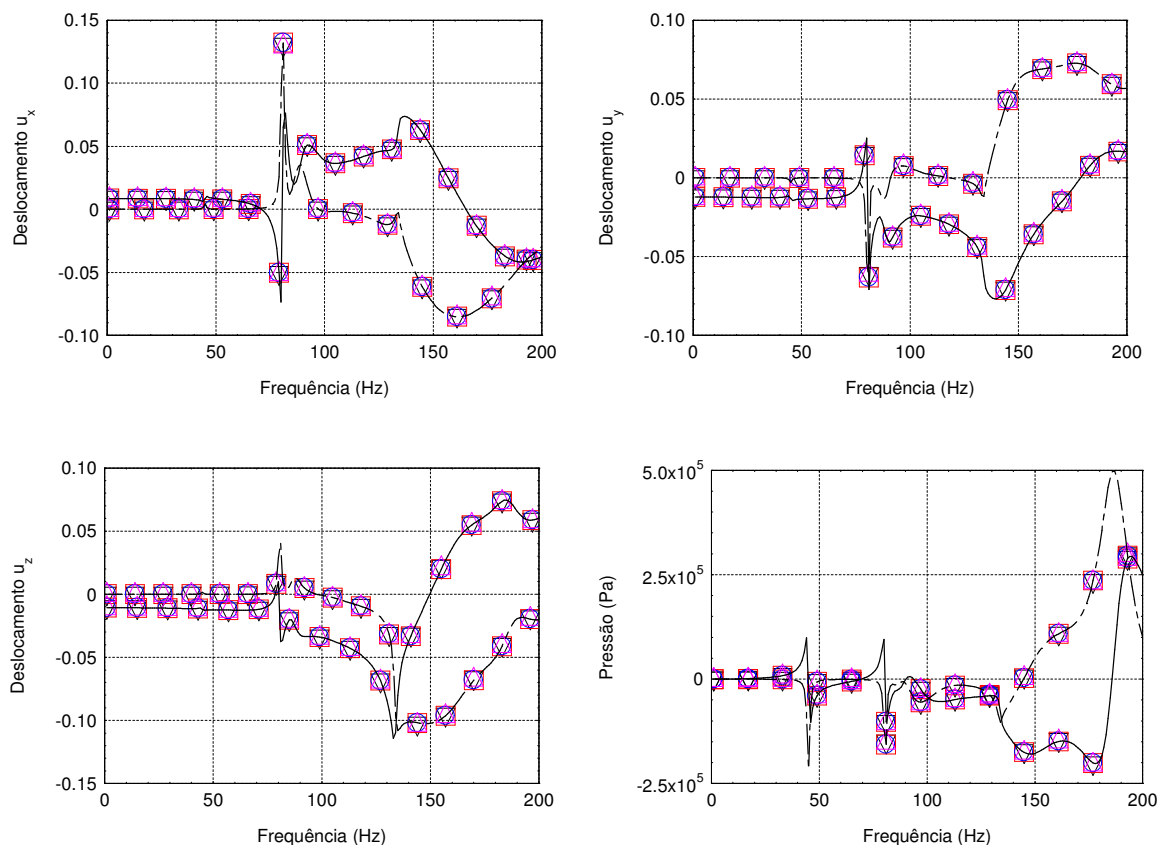 0.15
0.10
0.05
0
-0.05
-0.10
Deslocamento ux
0 50 100 150 200
Frequência (Hz)
0.10
0.05
0
-0.05
-0.10
Deslocamento uy
0 50 100 150 200
Frequência (Hz)
0.10
0.05
0
-0.05
-0.10
-0.15
Deslocamento uz
0 50 100 150 200
Frequência (Hz)
5.0x10^5
2.5x10^5
0
-2.5x10^5
Pressão (Pa)
0 50 100 150 200
Frequência (Hz)